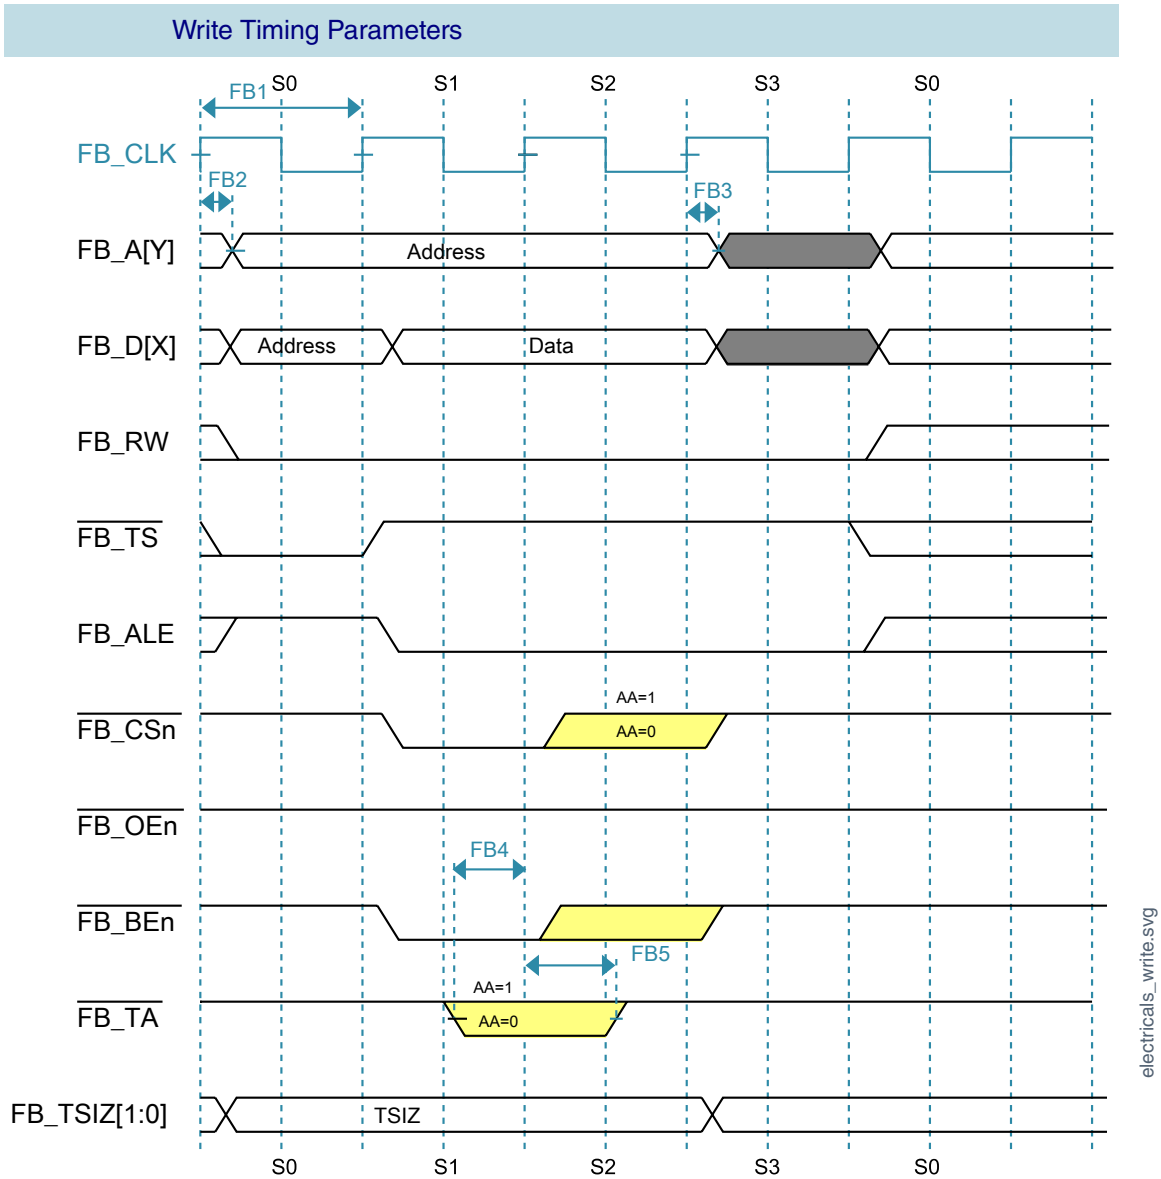 Write Timing Parameters
S0 S1 S2 S3 S0
FB1
FB_CLK
FB2
FB3
FB_A[Y]
Address
FB_D[X]
Address Data
FB_RW
FB_TS
FB_ALE
AA=1
FB_CSn
AA=0
FB_OEn
FB4
FB_BEn
FB5
AA=1
FB_TA
AA=0
FB_TSIZ[1:0]
TSIZ
S0 S1 S2 S3 S0
electricals_write.svg